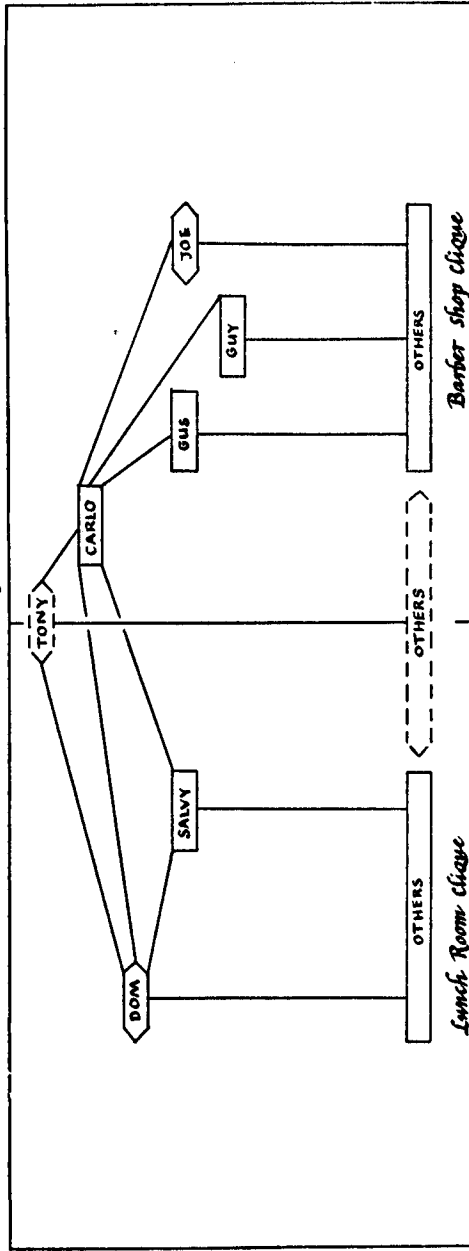 TONY
CARLO
DOM
SALVY
GUS
JOE
GUY
OTHERS
OTHERS
OTHERS
Lunch Room Clique
Barber Shop Clique